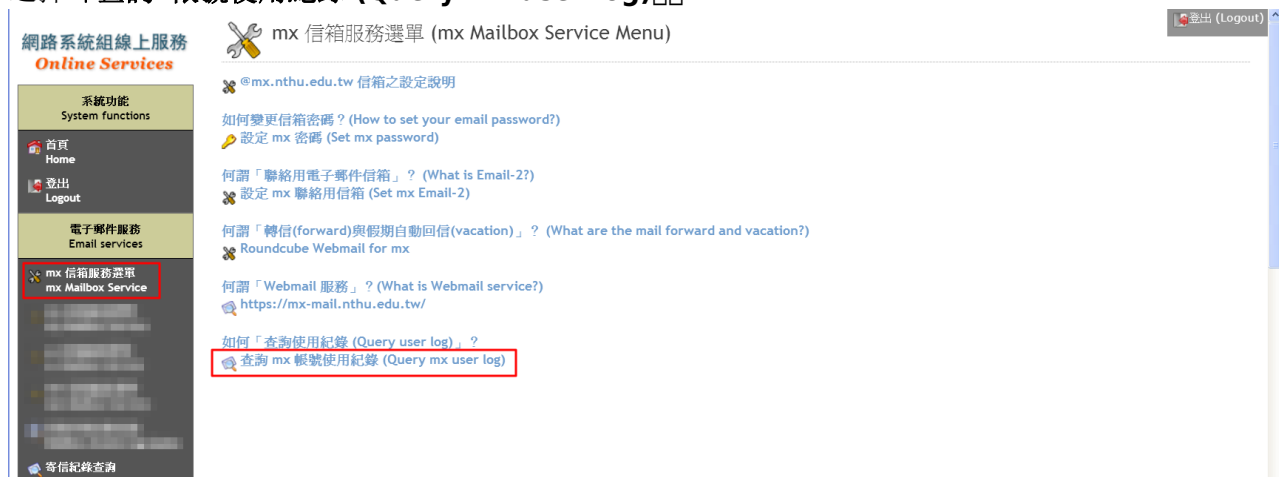 (Query
user log)
網路系統組線上服務
Online Services
系統功能
System functions
首頁
Home
登出
Logout
電子郵件服務
Email services
mx 信箱服務選單
mx Mailbox Service
寄信紀錄查詢
mx 信箱服務選單 (mx Mailbox Service Menu)
登出 (Logout)
@mx.nthu.edu.tw 信箱之設定說明
如何變更信箱密碼？(How to set your email password?)
設定 mx 密碼 (Set mx password)
何謂「聯絡用電子郵件信箱」？ (What is Email-2?)
設定 mx 聯絡用信箱 (Set mx Email-2)
何謂「轉信(forward)與假期自動回信(vacation)」？ (What are the mail forward and vacation?)
Roundcube Webmail for mx
何謂「Webmail 服務」？(What is Webmail service?)
https://mx-mail.nthu.edu.tw/
如何「查詢使用紀錄 (Query user log)」？
查詢 mx 帳號使用紀錄 (Query mx user log)